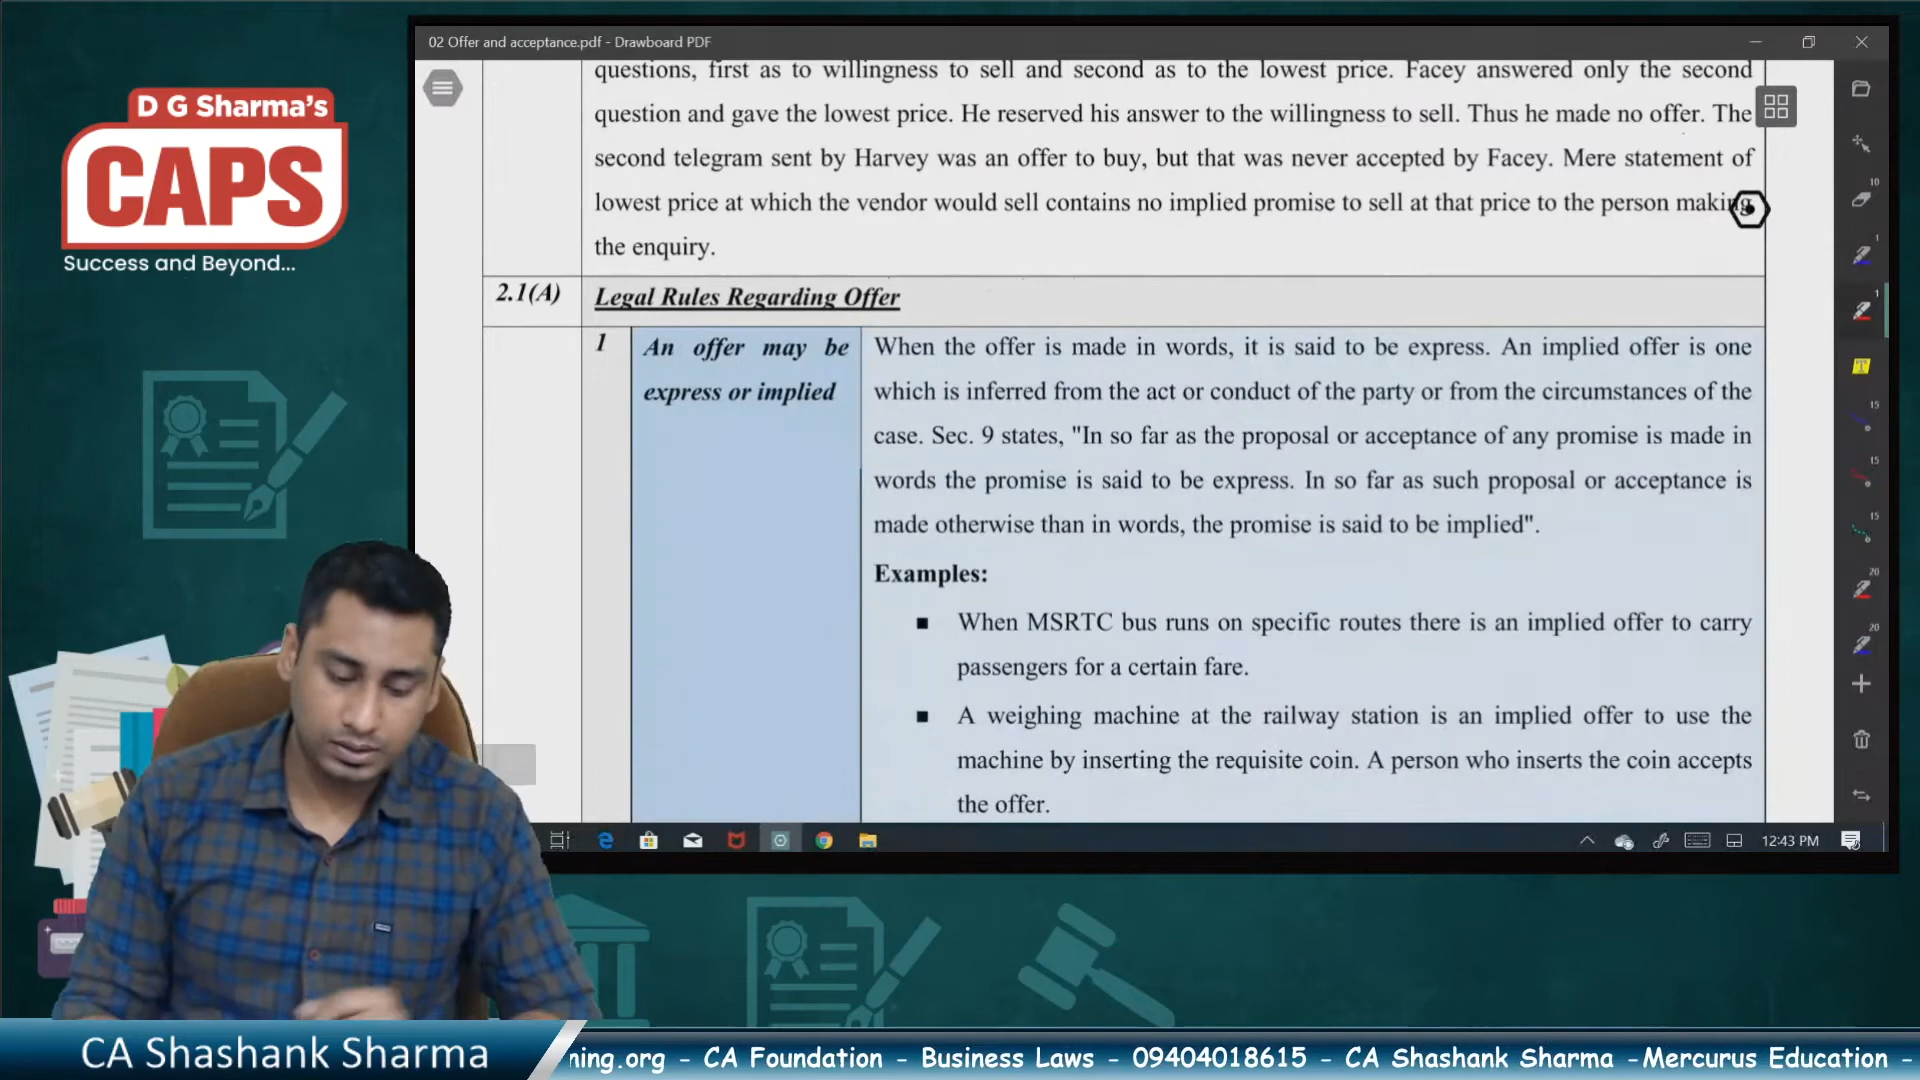 D G Sharma's
CAPS
Success and Beyond...
02 Offer and acceptance.pdf - Drawboard PDF
questions, first as to willingness to sell and second as to the lowest price. Facey answered only the second
question and gave the lowest price. He reserved his answer to the willingness to sell. Thus he made no offer. The
second telegram sent by Harvey was an offer to buy, but that was never accepted by Facey. Mere statement of
lowest price at which the vendor would sell contains no implied promise to sell at that price to the person making
the enquiry.
2.1(A) Legal Rules Regarding Offer
1
An offer may be
express or implied
When the offer is made in words, it is said to be express. An implied offer is one
which is inferred from the act or conduct of the party or from the circumstances of the
case. Sec. 9 states, "In so far as the proposal or acceptance of any promise is made in
words the promise is said to be express. In so far as such proposal or acceptance is
made otherwise than in words, the promise is said to be implied".
Examples:
■ When MSRTC bus runs on specific routes there is an implied offer to carry
passengers for a certain fare.
■ A weighing machine at the railway station is an implied offer to use the
machine by inserting the requisite coin. A person who inserts the coin accepts
the offer.
10
1
1
T
15
15
15
20
20
12:43 PM
CA Shashank Sharma
ning.org - CA Foundation - Business Laws - 09404018615 - CA Shashank Sharma -Mercurus Education -